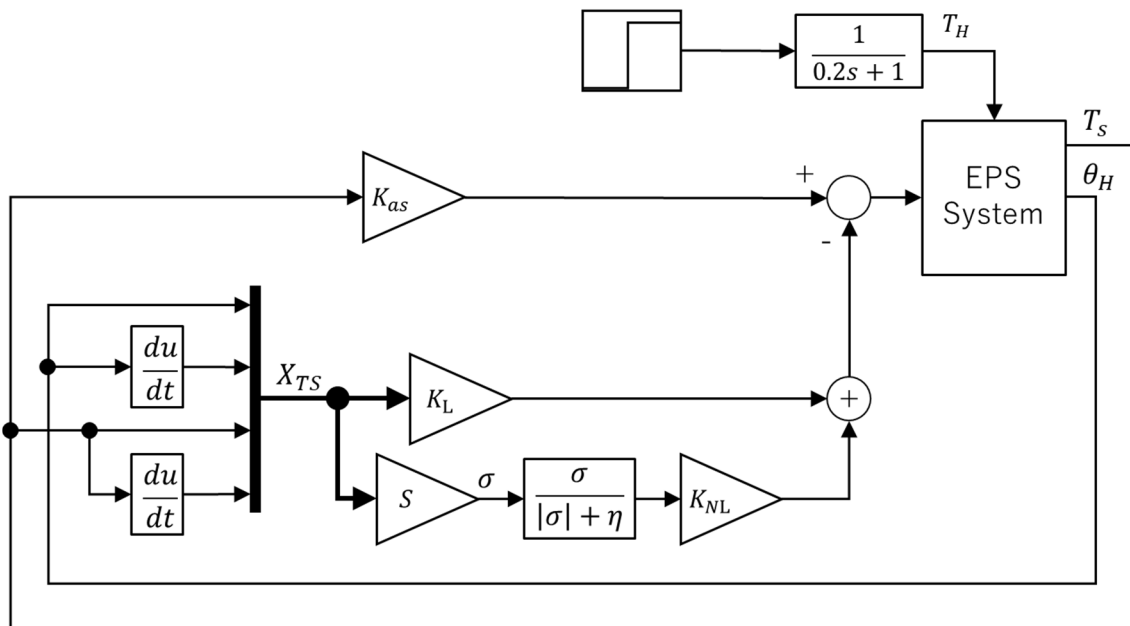 1
0.2s + 1
T_H
EPS
System
T_s
θ_H
K_as
+
-
du
dt
X_TS
K_L
+
du
dt
S
σ
σ
|σ| + η
K_NL